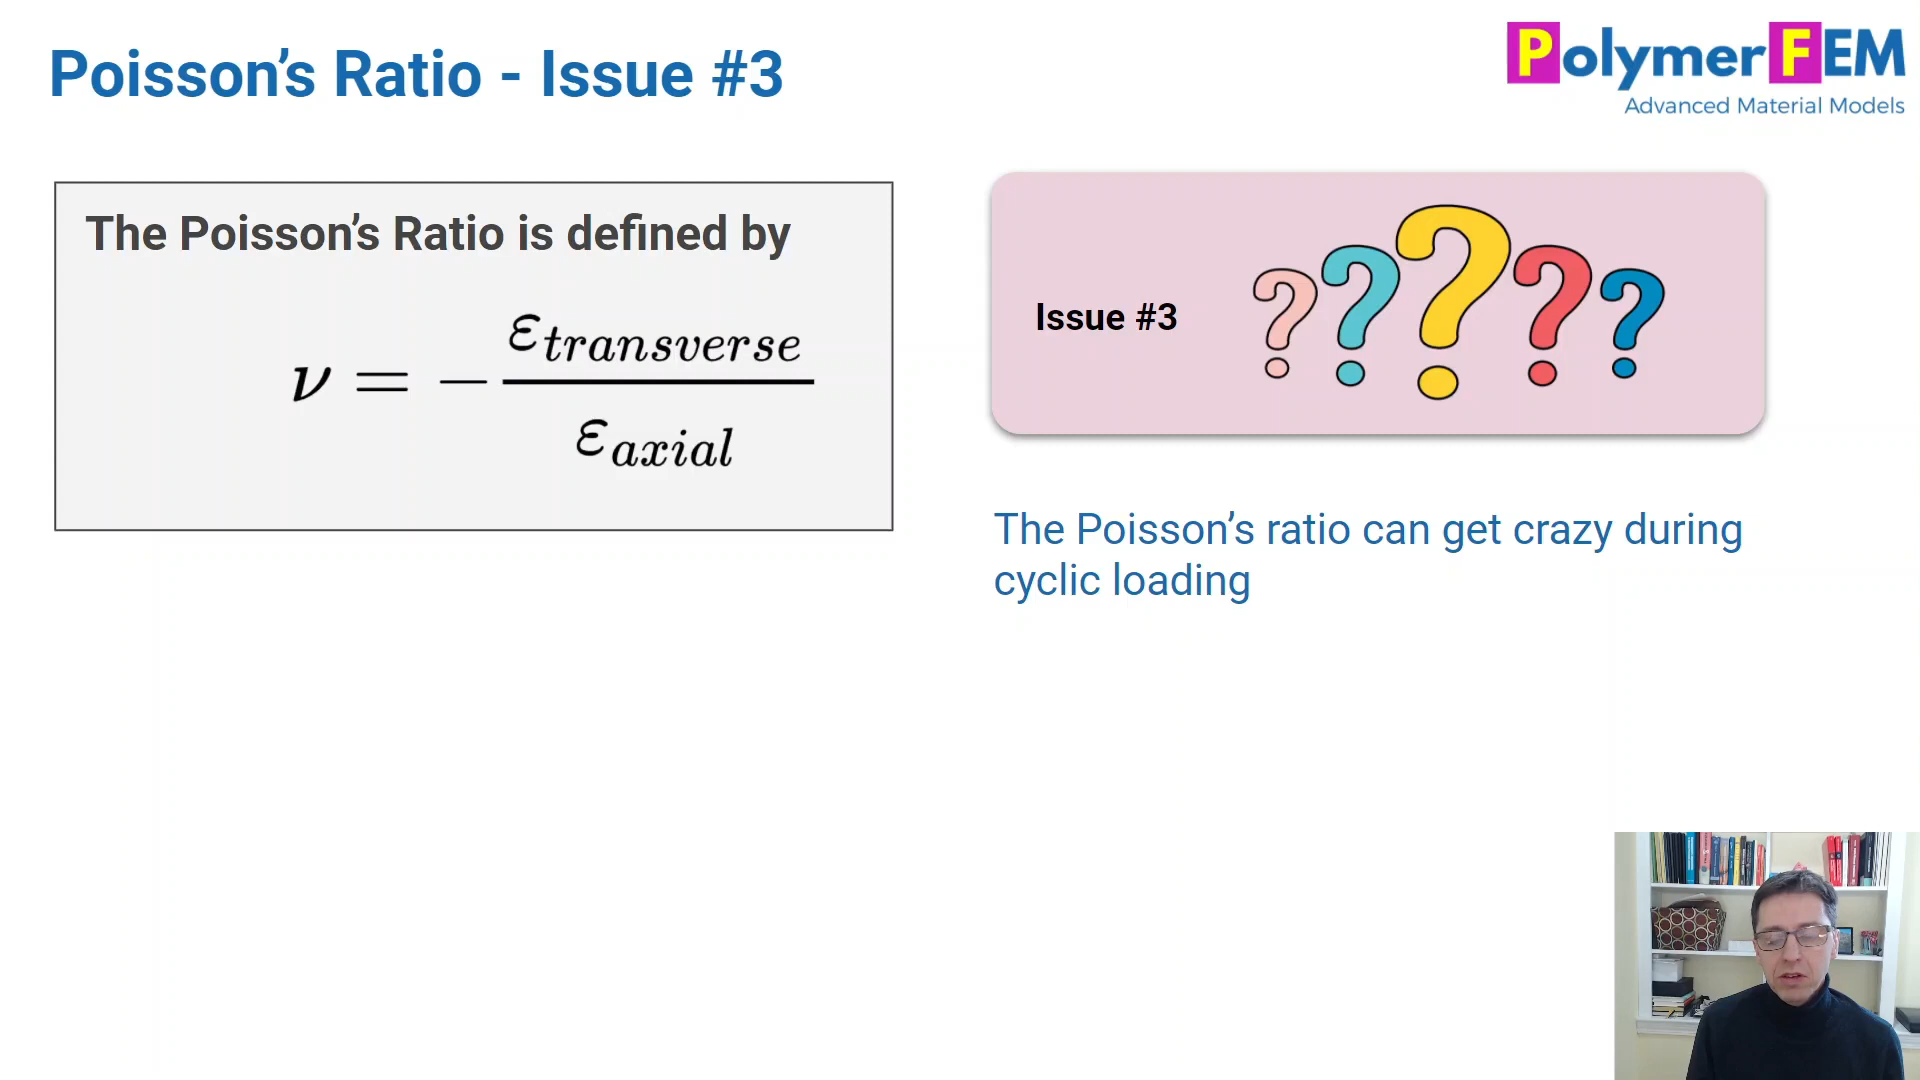 Poisson’s Ratio - Issue #3
PolymerFEM
Advanced Material Models
The Poisson’s Ratio is defined by
ν = − ε_transverse / ε_axial
Issue #3
? ? ? ? ?
The Poisson’s ratio can get crazy during
cyclic loading